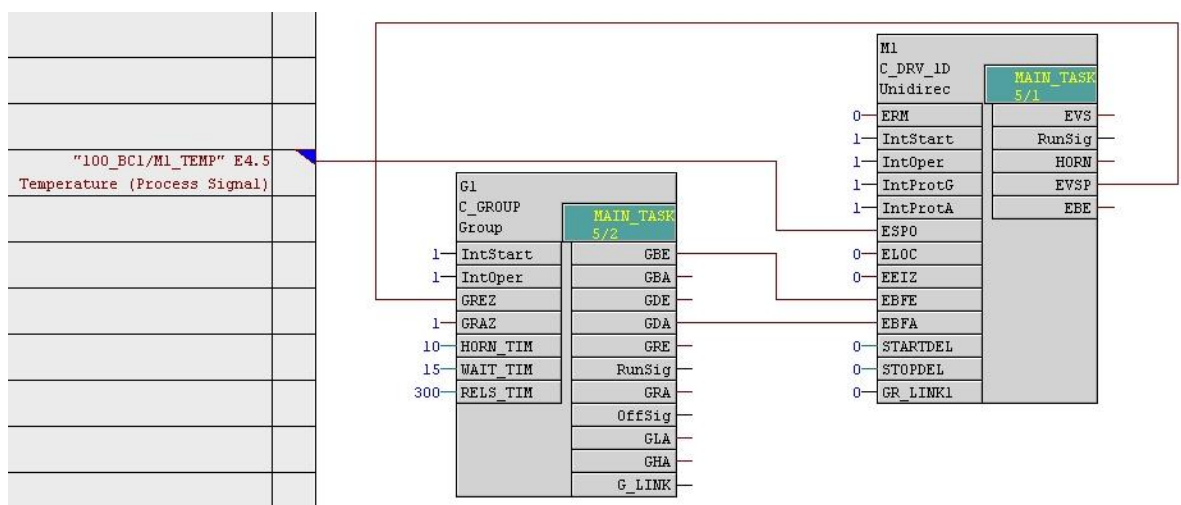 "100_BC1/M1_TEMP" E4.5
Temperature (Process Signal)
G1
C_GROUP
Group
MAIN_TASK
5/2
1 IntStart GBE
1 IntOper GBA
GREZ GDE
1 GRAZ GDA
10 HORN_TIM GRE
15 WAIT_TIM RunSig
300 RELS_TIM GRA
OffSig
GLA
GHA
G_LINK
M1
C_DRV_1D
Unidirec
MAIN_TASK
5/1
0 ERM EVS
1 IntStart RunSig
1 IntOper HORN
1 IntProtG EVSP
1 IntProtA EBE
ESPO
0 ELOC
0 EEIZ
EBFE
EBFA
0 STARTDEL
0 STOPDEL
0 GR_LINK1